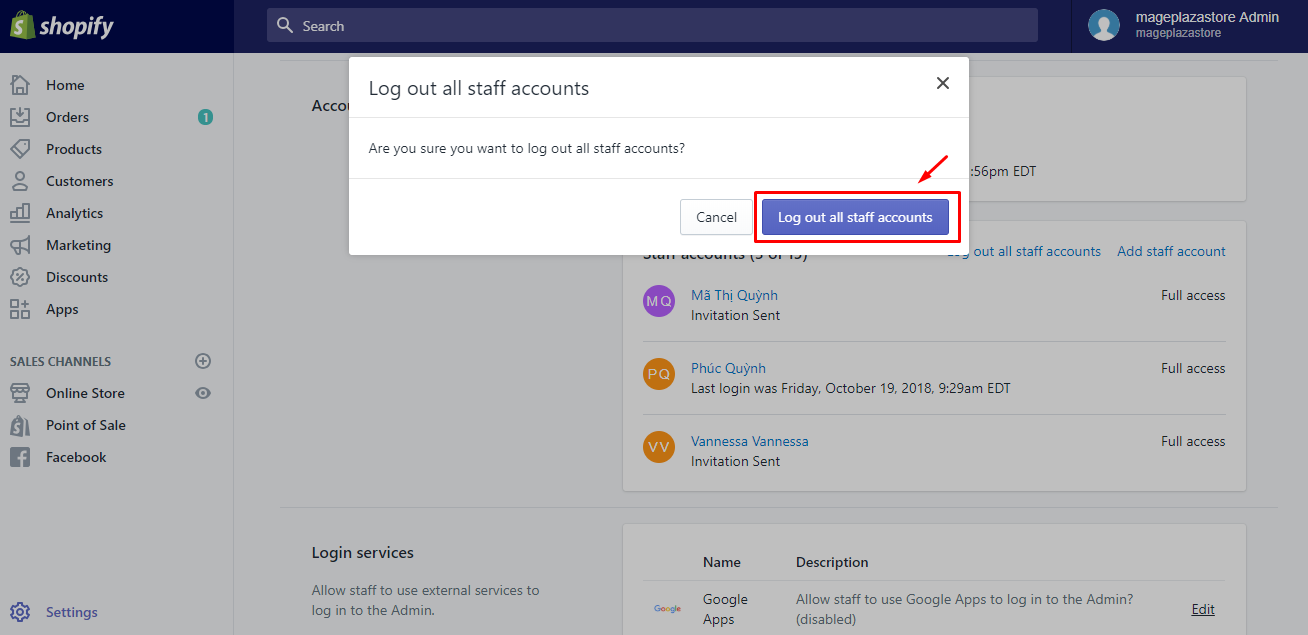 shopify
Search
mageplazastore Admin
mageplazastore
Home
Orders
1
Products
Customers
Analytics
Marketing
Discounts
Apps
SALES CHANNELS
Online Store
Point of Sale
Facebook
Settings
Log out all staff accounts
Are you sure you want to log out all staff accounts?
Cancel
Log out all staff accounts
Accou
:56pm EDT
Staff accounts
Log out all staff accounts
Add staff account
MQ
Mã Thị Quỳnh
Invitation Sent
Full access
PQ
Phúc Quỳnh
Last login was Friday, October 19, 2018, 9:29am EDT
Full access
VV
Vannessa Vannessa
Invitation Sent
Full access
Login services
Allow staff to use external services to
log in to the Admin.
Name
Description
Google
Google
Apps
Allow staff to use Google Apps to log in to the Admin?
(disabled)
Edit